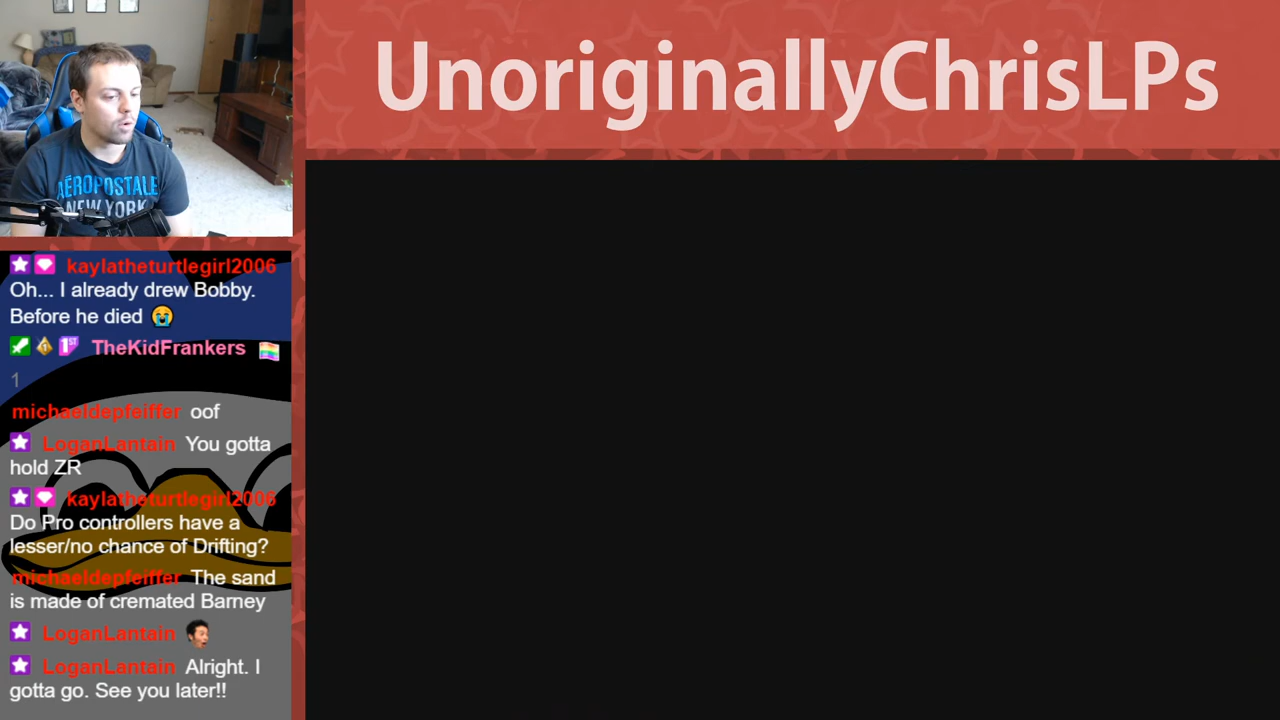 UnoriginallyChrisLPs
AÉROPOSTALE
NEW YORK
kaylatheturtlegirl2006
Oh... I already drew Bobby.
Before he died 😭
1ST TheKidFrankers
1
michaeldepfeiffer oof
LoganLantain You gotta
hold ZR
kaylatheturtlegirl2006
Do Pro controllers have a
lesser/no chance of Drifting?
michaeldepfeiffer The sand
is made of cremated Barney
LoganLantain
LoganLantain Alright. I
gotta go. See you later!!